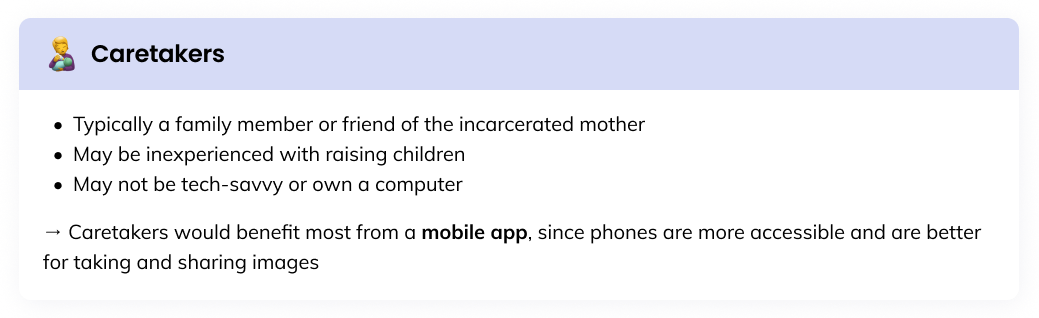 Caretakers
• Typically a family member or friend of the incarcerated mother
• May be inexperienced with raising children
• May not be tech-savvy or own a computer
→ Caretakers would benefit most from a mobile app, since phones are more accessible and are better
for taking and sharing images